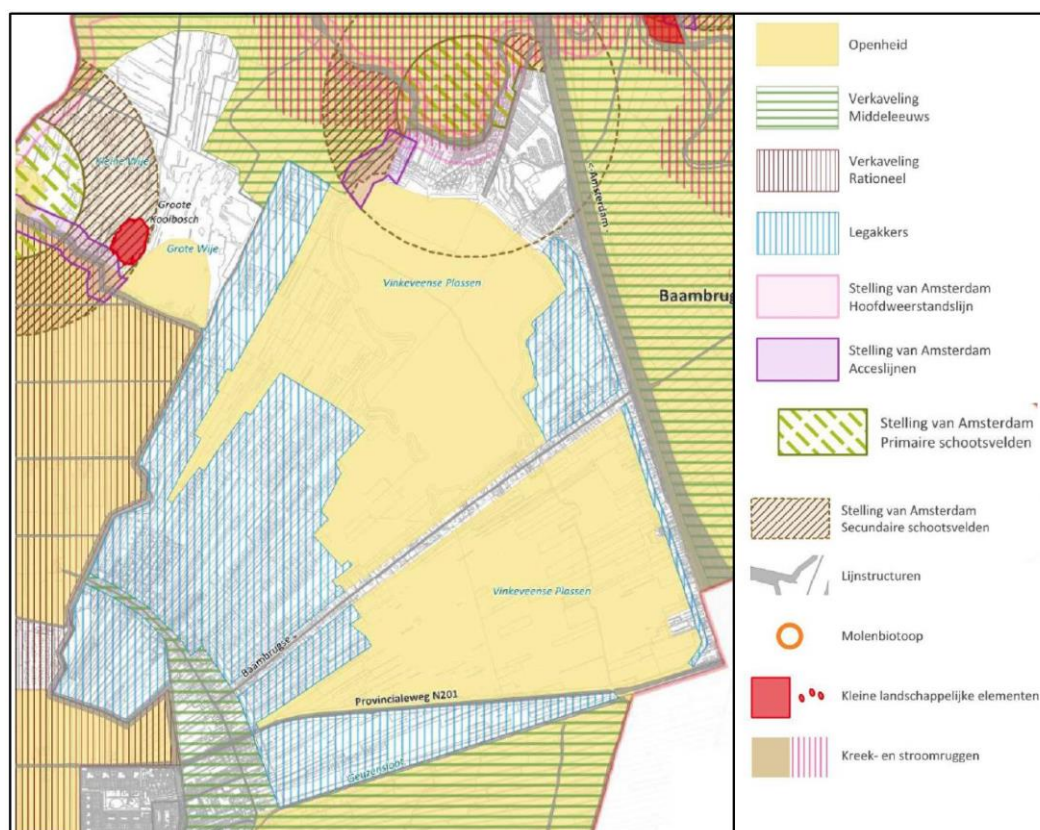 Kleine Wije
Groote
Kooibosch
Grote Wije
Vinkeveense Plassen
< Amsterdam -
Baambrug
Vinkeveense Plassen
Baambrugse
Provincialeweg N201
Geuzensloot
Openheid
Verkaveling
Middeleeuws
Verkaveling
Rationeel
Legakkers
Stelling van Amsterdam
Hoofdweerstandslijn
Stelling van Amsterdam
Acceslijnen
Stelling van Amsterdam
Primaire schootsvelden
Stelling van Amsterdam
Secundaire schootsvelden
Lijnstructuren
Molenbiotoop
Kleine landschappelijke elementen
Kreek- en stroomruggen